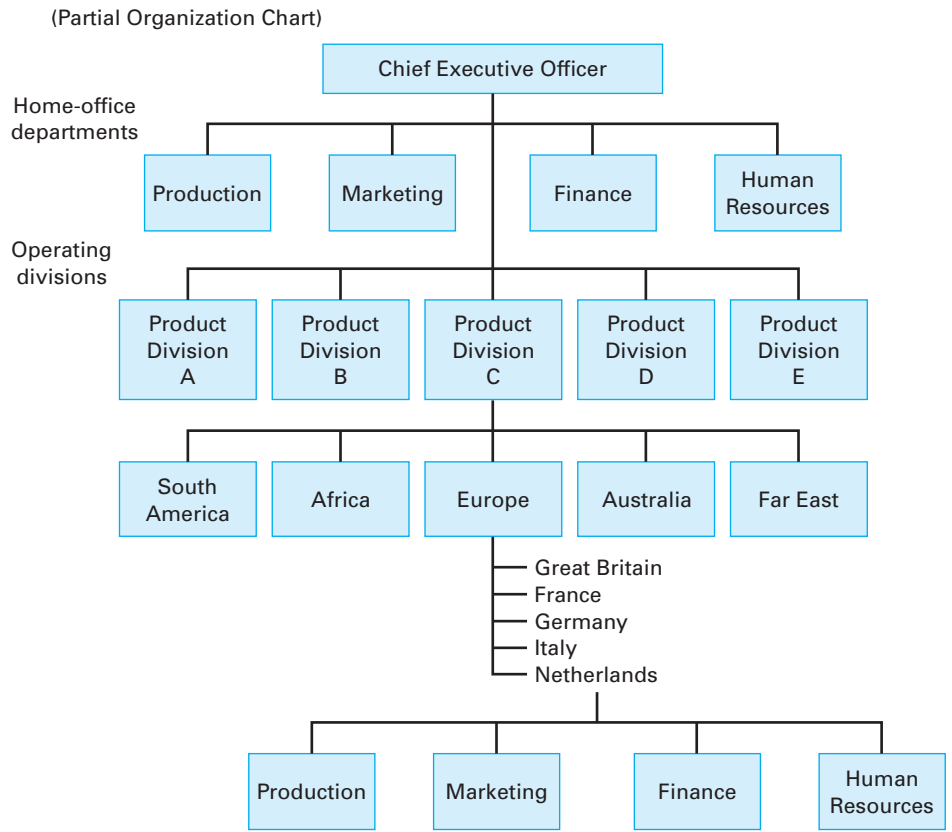 (Partial Organization Chart)
Chief Executive Officer
Home-office
departments
Production
Marketing
Finance
Human
Resources
Operating
divisions
Product
Division
A
Product
Division
B
Product
Division
C
Product
Division
D
Product
Division
E
South
America
Africa
Europe
Australia
Far East
Great Britain
France
Germany
Italy
Netherlands
Production
Marketing
Finance
Human
Resources